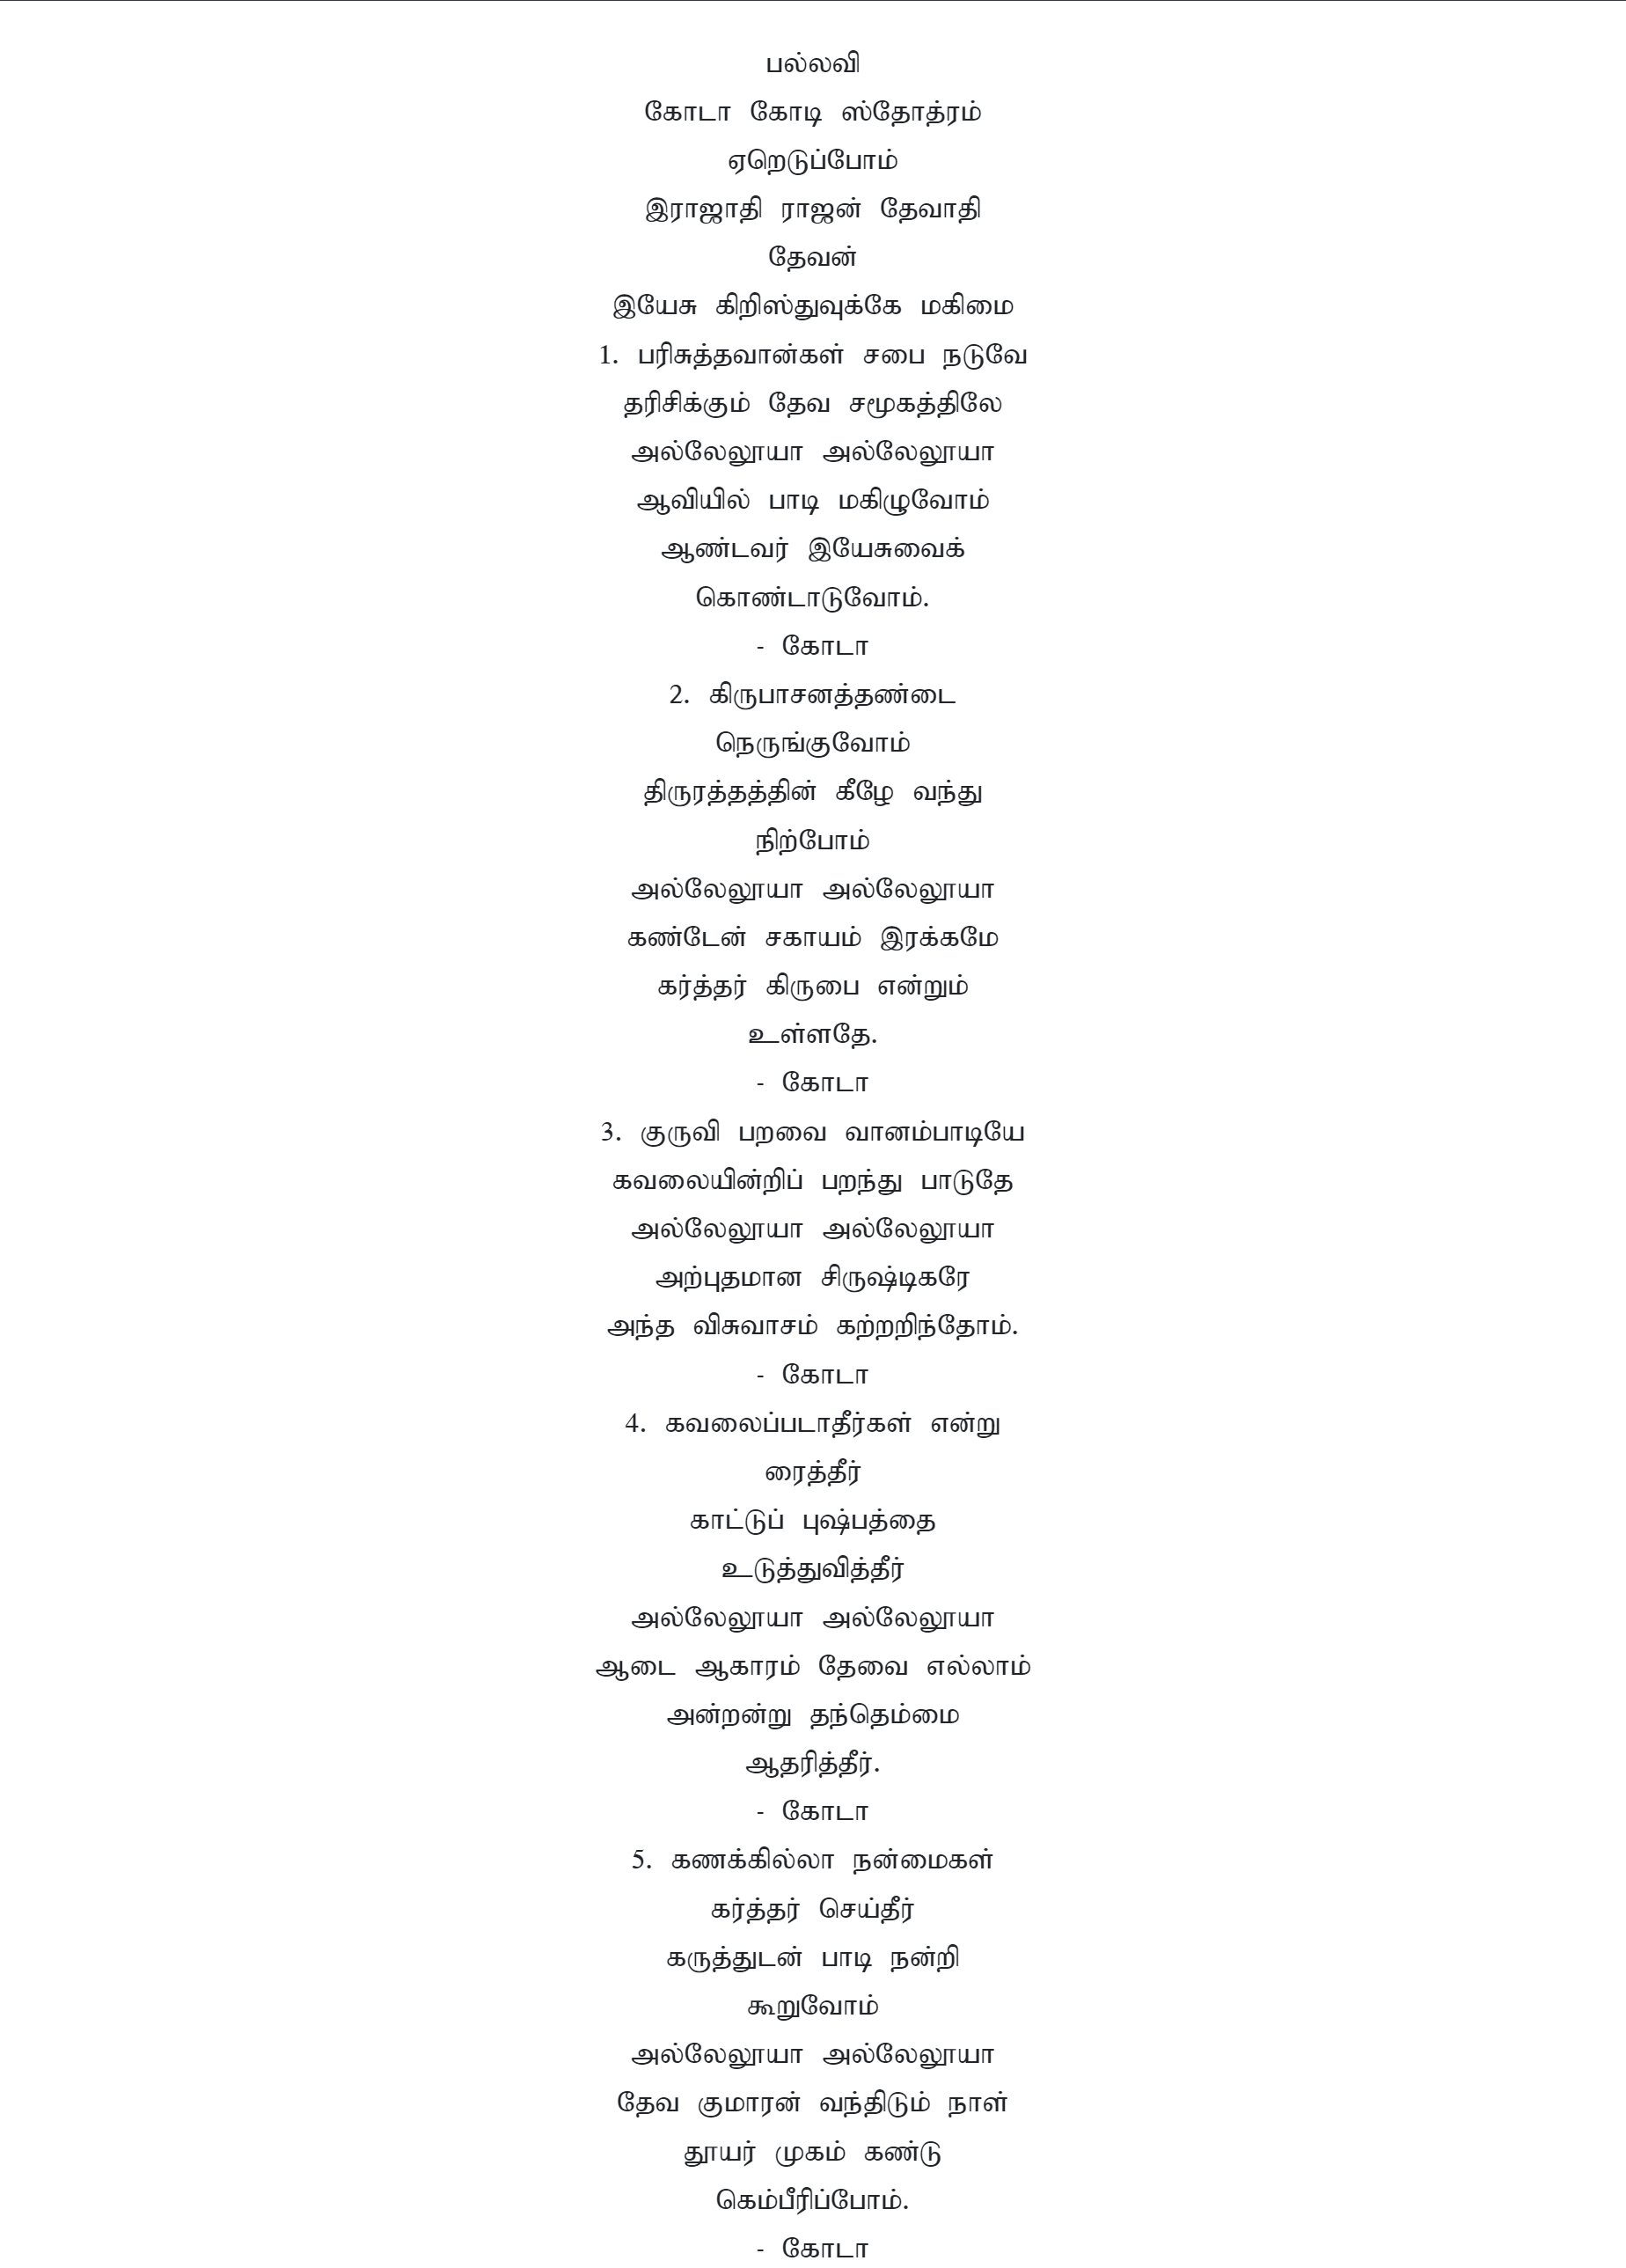 பல்லவி
கோடா கோடி ஸ்தோத்ரம்
ஏறெடுப்போம்
இராஜாதி ராஜன் தேவாதி
தேவன்
இயேசு கிறிஸ்துவுக்கே மகிமை
1. பரிசுத்தவான்கள் சபை நடுவே
தரிசிக்கும் தேவ சமூகத்திலே
அல்லேலூயா அல்லேலூயா
ஆவியில் பாடி மகிழுவோம்
ஆண்டவர் இயேசுவைக்
கொண்டாடுவோம்.
- கோடா
2. கிருபாசனத்தண்டை
நெருங்குவோம்
திருரத்தத்தின் கீழே வந்து
நிற்போம்
அல்லேலூயா அல்லேலூயா
கண்டேன் சகாயம் இரக்கமே
கர்த்தர் கிருபை என்றும்
உள்ளதே.
- கோடா
3. குருவி பறவை வானம்பாடியே
கவலையின்றிப் பறந்து பாடுதே
அல்லேலூயா அல்லேலூயா
அற்புதமான சிருஷ்டிகரே
அந்த விசுவாசம் கற்றறிந்தோம்.
- கோடா
4. கவலைப்படாதீர்கள் என்று
ரைத்தீர்
காட்டுப் புஷ்பத்தை
உடுத்துவித்தீர்
அல்லேலூயா அல்லேலூயா
ஆடை ஆகாரம் தேவை எல்லாம்
அன்றன்று தந்தெம்மை
ஆதரித்தீர்.
- கோடா
5. கணக்கில்லா நன்மைகள்
கர்த்தர் செய்தீர்
கருத்துடன் பாடி நன்றி
கூறுவோம்
அல்லேலூயா அல்லேலூயா
தேவ குமாரன் வந்திடும் நாள்
தூயர் முகம் கண்டு
கெம்பீரிப்போம்.
- கோடா